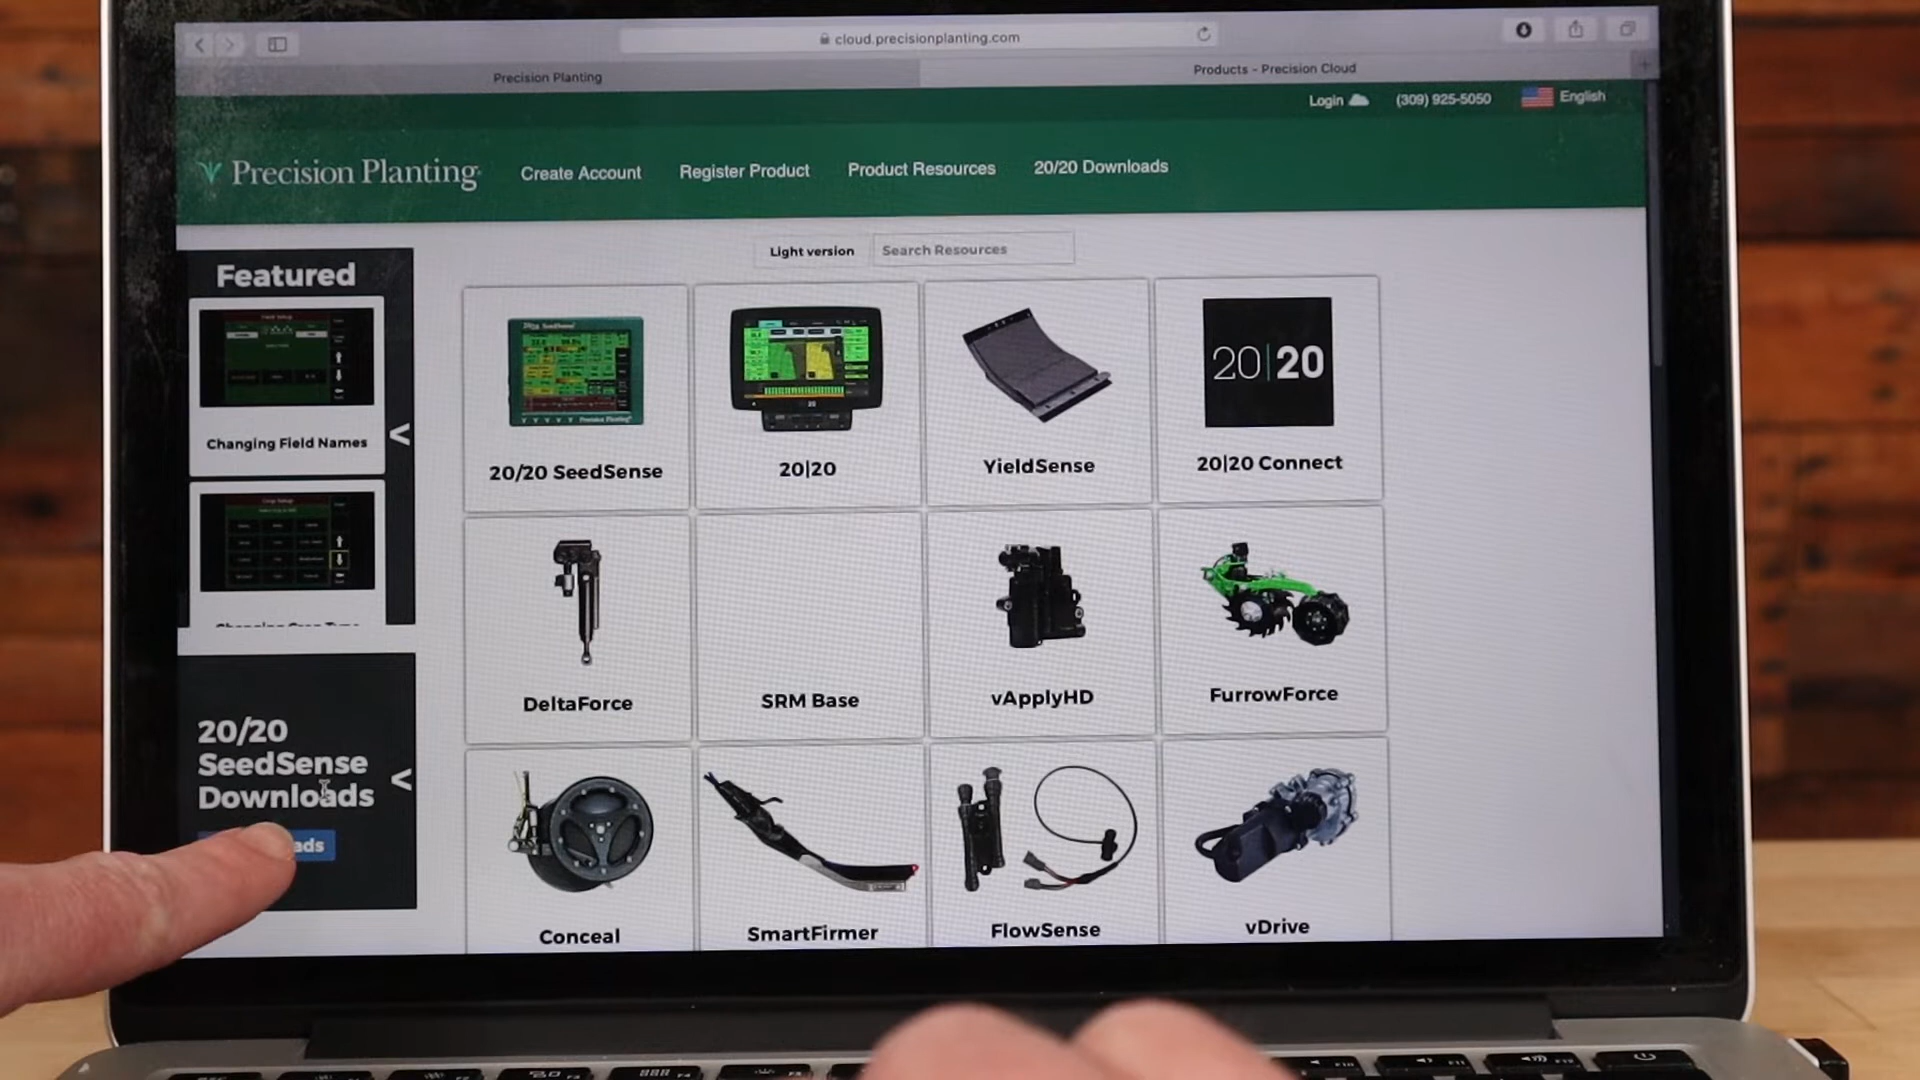 cloud.precisionplanting.com
Precision Planting
Products - Precision Cloud
Login
(309) 925-5050
English
Precision Planting
Create Account
Register Product
Product Resources
20/20 Downloads
Light version
Search Resources
Featured
Changing Field Names
20/20
SeedSense
Downloads
ads
20/20 SeedSense
20|20
YieldSense
20|20
20|20 Connect
DeltaForce
SRM Base
vApplyHD
FurrowForce
Conceal
SmartFirmer
FlowSense
vDrive